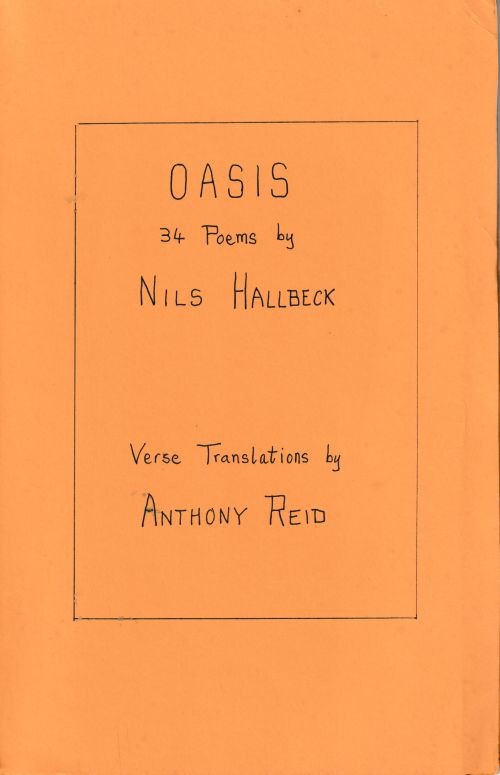 OASIS
34 Poems by
NILS HALLBECK
Verse Translations by
ANTHONY REID